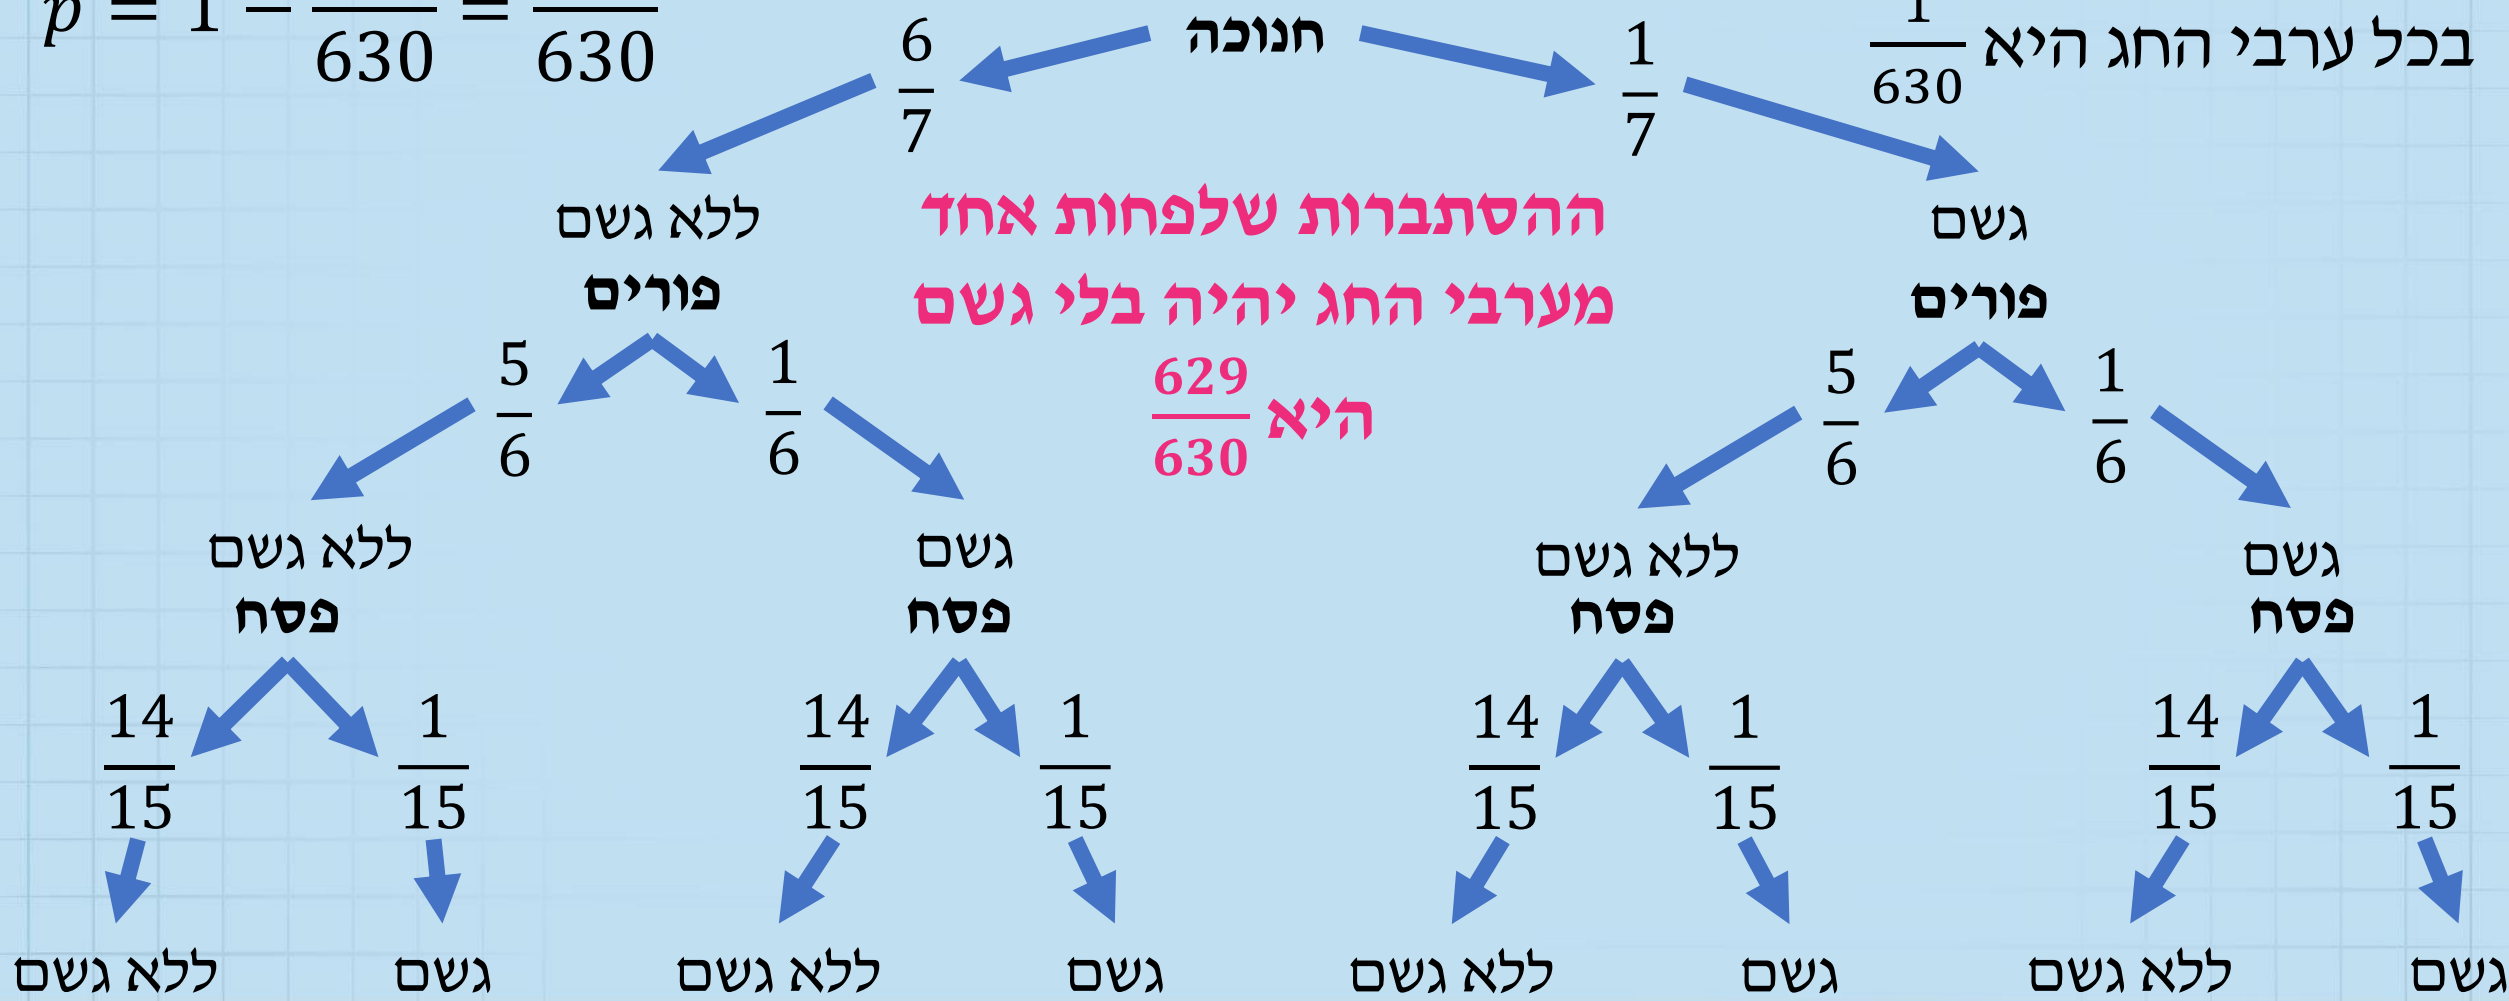 בכל ערבי החג היא 1/630
p = 1 − /630 = /630
חנוכה
6/7 1/7
ללא גשם גשם
ההסתברות שלפחות אחד
מערבי החג יהיה בלי גשם
היא 629/630
פורים פורים
5/6 1/6 5/6 1/6
ללא גשם גשם ללא גשם גשם
פסח פסח פסח פסח
14/15 1/15 14/15 1/15 14/15 1/15 14/15 1/15
ללא גשם גשם ללא גשם גשם ללא גשם גשם ללא גשם גשם